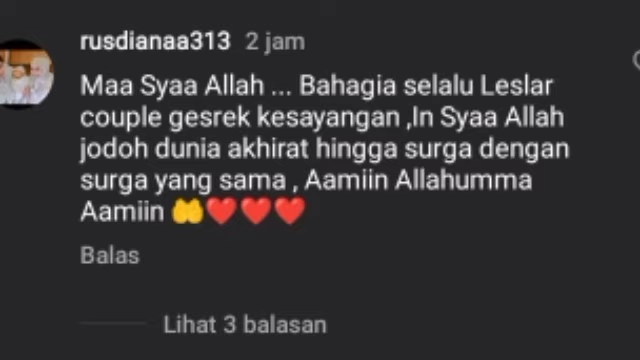 rusdianaa313 2 jam
Maa Syaa Allah ... Bahagia selalu Leslar
couple gesrek kesayangan ,In Syaa Allah
jodoh dunia akhirat hingga surga dengan
surga yang sama , Aamiin Allahumma
Aamiin 🤲❤️❤️❤️
Balas
Lihat 3 balasan